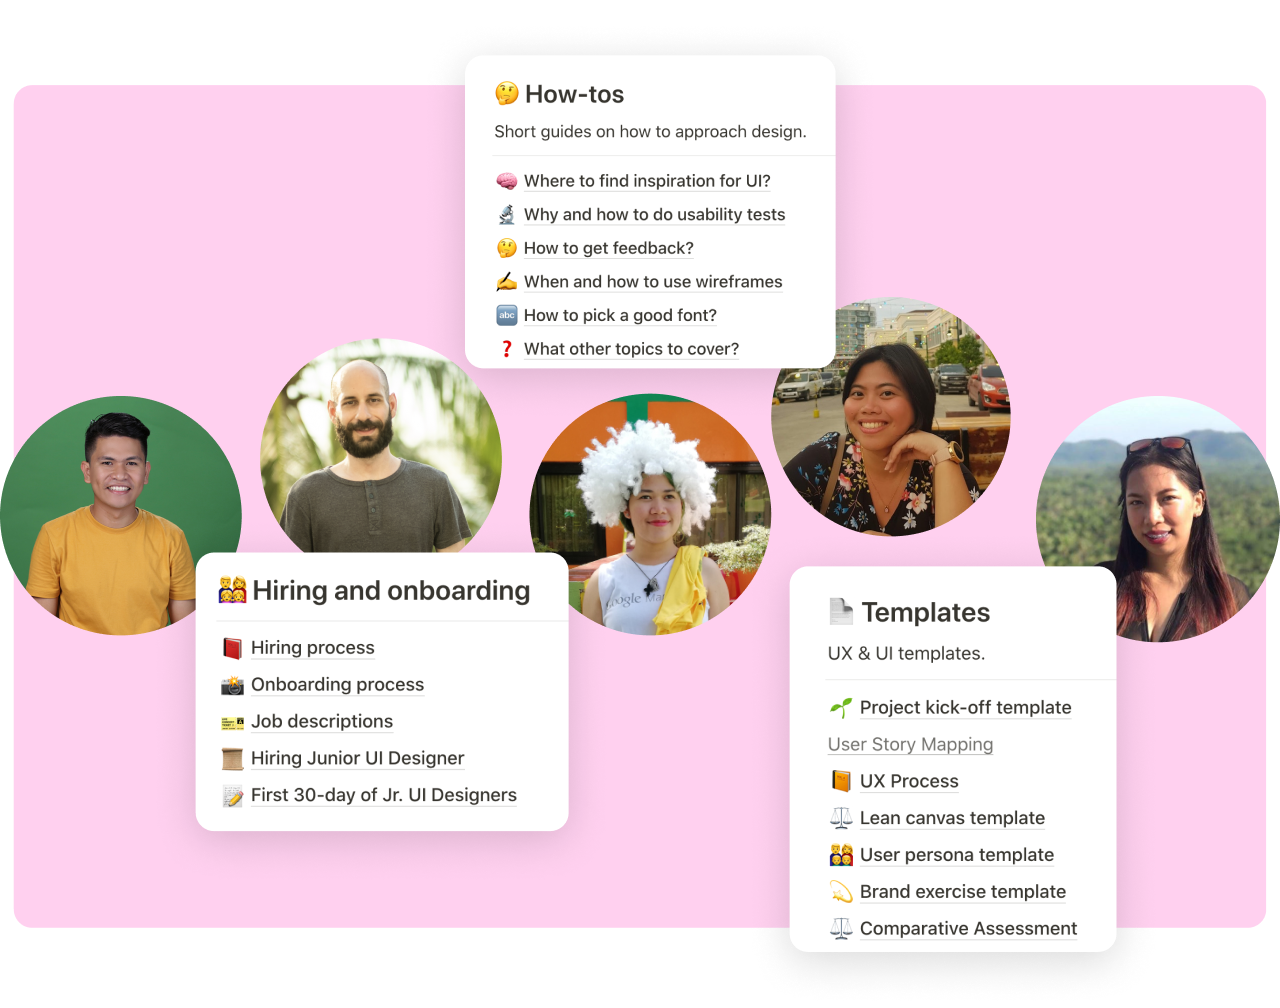 How-tos
Short guides on how to approach design.
Where to find inspiration for UI?
Why and how to do usability tests
How to get feedback?
When and how to use wireframes
abc
How to pick a good font?
What other topics to cover?
Hiring and onboarding
Hiring process
Onboarding process
Job descriptions
Hiring Junior UI Designer
First 30-day of Jr. UI Designers
Templates
UX & UI templates.
Project kick-off template
User Story Mapping
UX Process
Lean canvas template
User persona template
Brand exercise template
Comparative Assessment